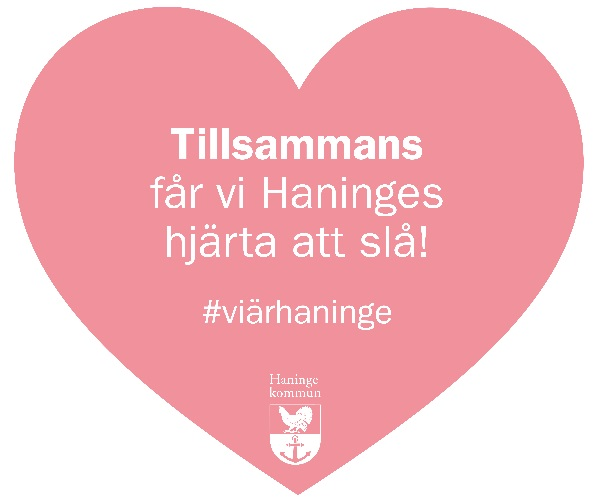 Tillsammans
får vi Haninges
hjärta att slå!
#viärhaninge
Haninge
kommun